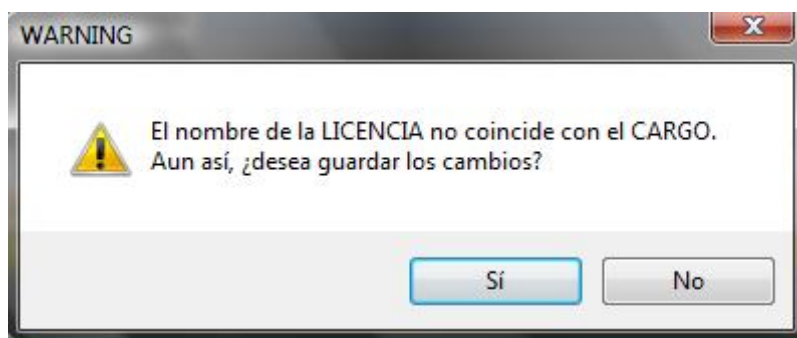 WARNING
El nombre de la LICENCIA no coincide con el CARGO.
Aun así, ¿desea guardar los cambios?
Sí
No